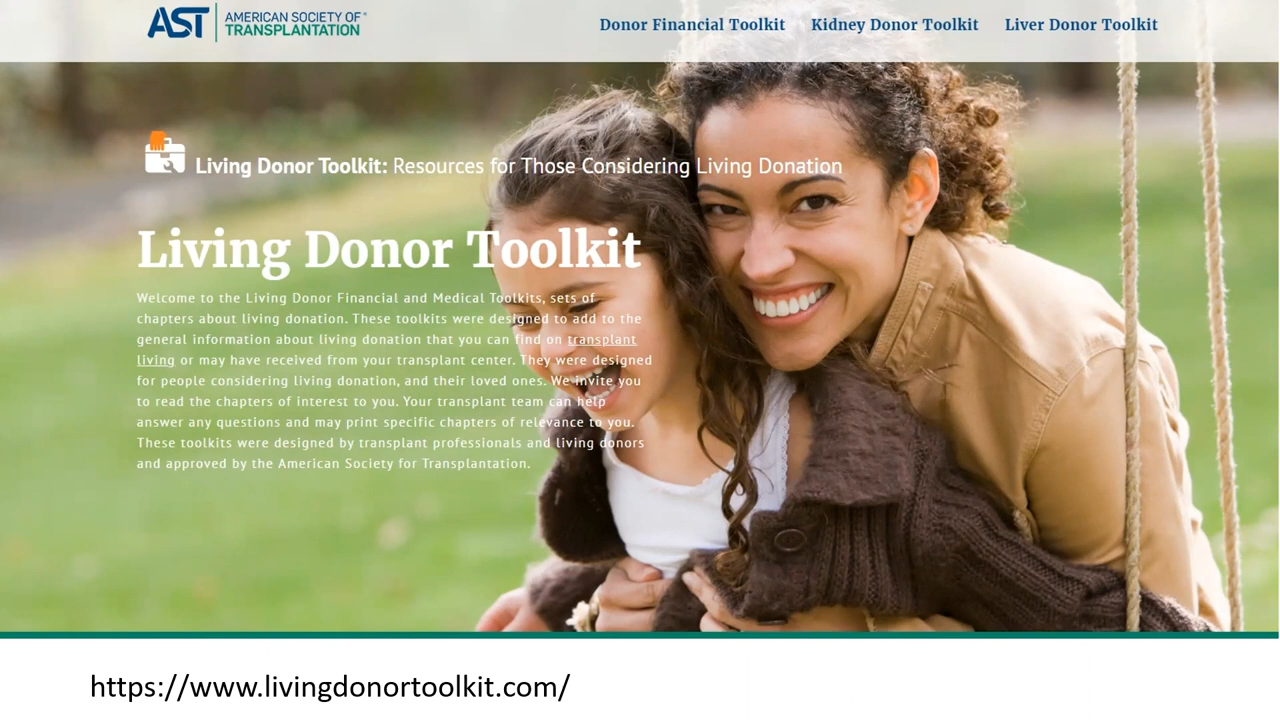 AST AMERICAN SOCIETY OF®
TRANSPLANTATION
Donor Financial Toolkit Kidney Donor Toolkit Liver Donor Toolkit
Living Donor Toolkit: Resources for Those Considering Living Donation
Living Donor Toolkit
Welcome to the Living Donor Financial and Medical Toolkits, sets of
chapters about living donation. These toolkits were designed to add to the
general information about living donation that you can find on transplant
living or may have received from your transplant center. They were designed
for people considering living donation, and their loved ones. We invite you
to read the chapters of interest to you. Your transplant team can help
answer any questions and may print specific chapters of relevance to you.
These toolkits were designed by transplant professionals and living donors
and approved by the American Society for Transplantation.
https://www.livingdonortoolkit.com/